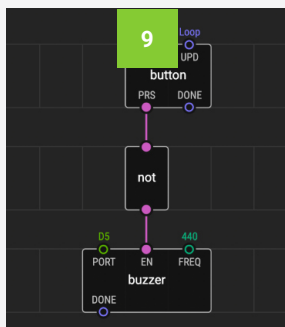 9
Loop
UPD
button
PRS DONE
not
D5 440
PORT EN FREQ
buzzer
DONE